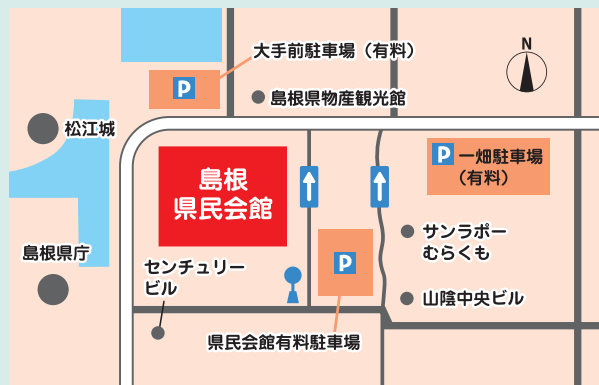 N
大手前駐車場（有料）
P
島根県物産観光館
松江城
P 一畑駐車場
（有料）
島根
県民会館
サンラポー
むらくも
島根県庁
センチュリー
ビル
P
山陰中央ビル
県民会館有料駐車場